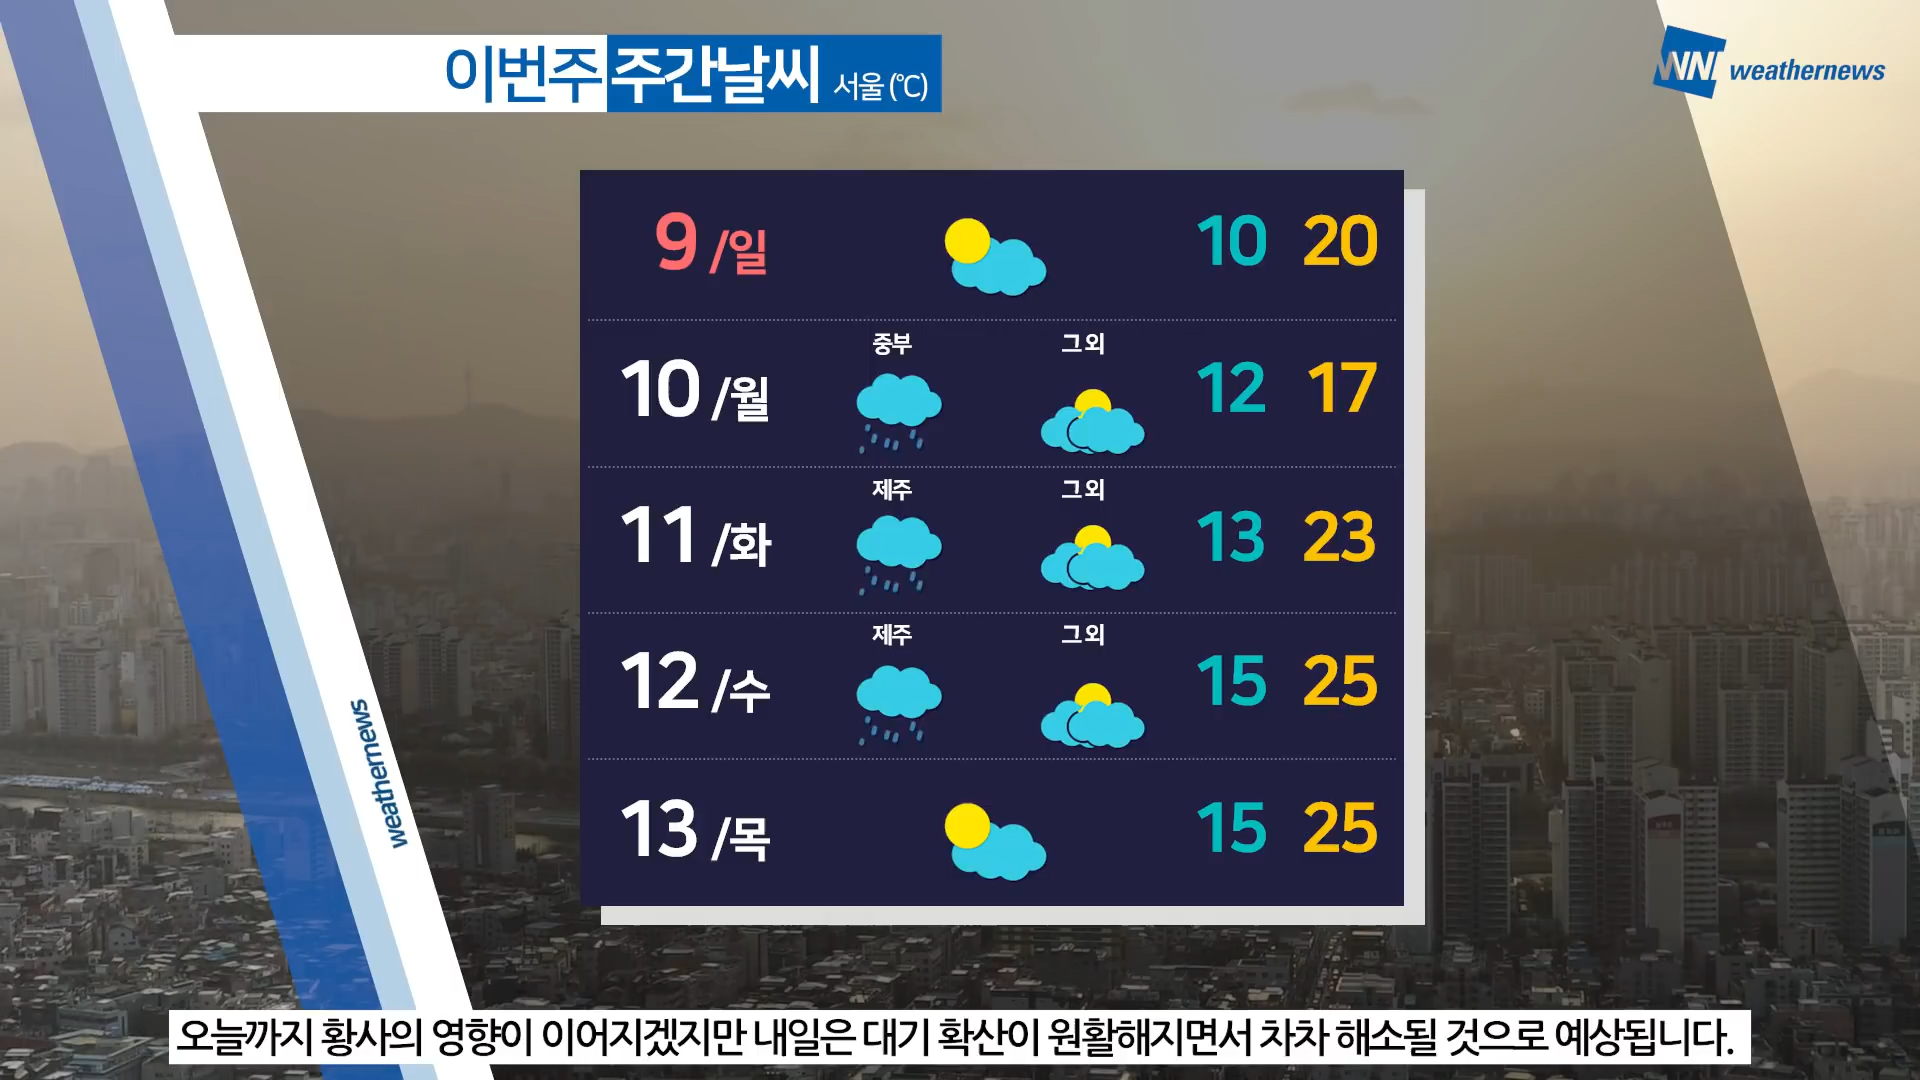 이번주 주간날씨 서울 (℃)
WNI weathernews
9 /일 10 20
중부 그 외
10 /월 12 17
제주 그 외
11 /화 13 23
제주 그 외
12 /수 15 25
13 /목 15 25
weathernews
오늘까지 황사의 영향이 이어지겠지만 내일은 대기 확산이 원활해지면서 차차 해소될 것으로 예상됩니다.